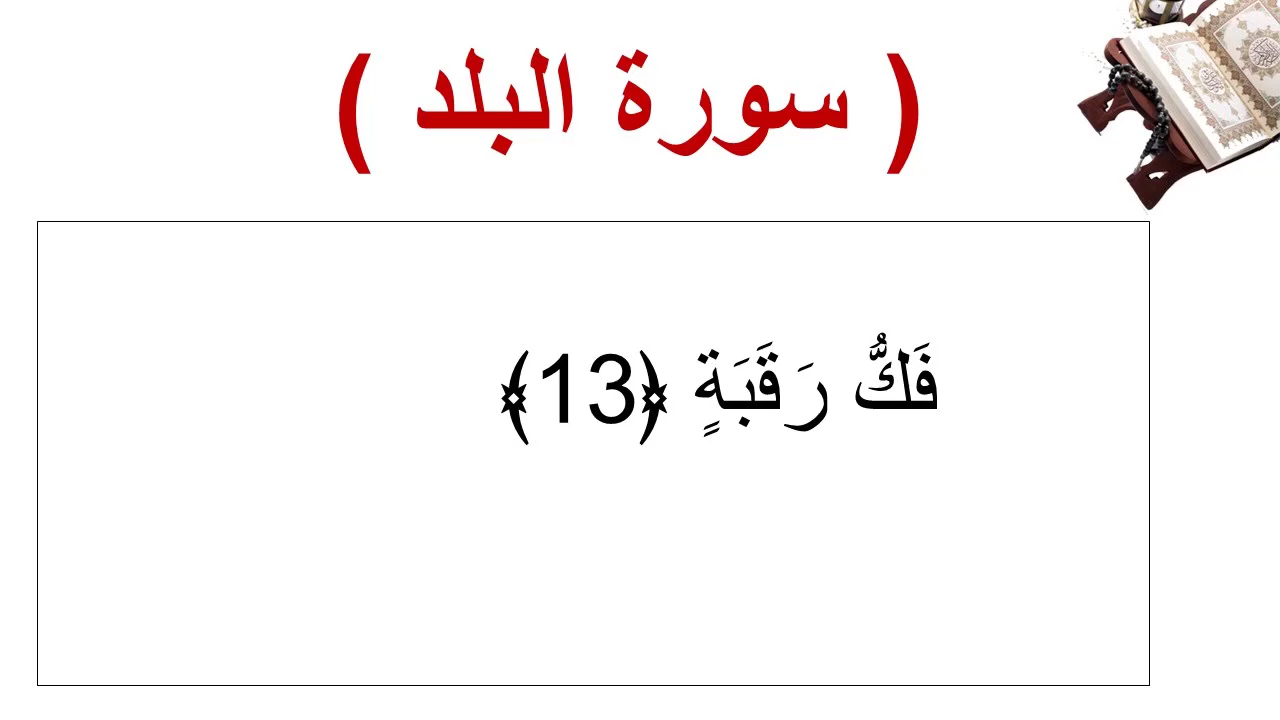 ( سورة البلد )
فَكُّ رَقَبَةٍ ﴿13﴾